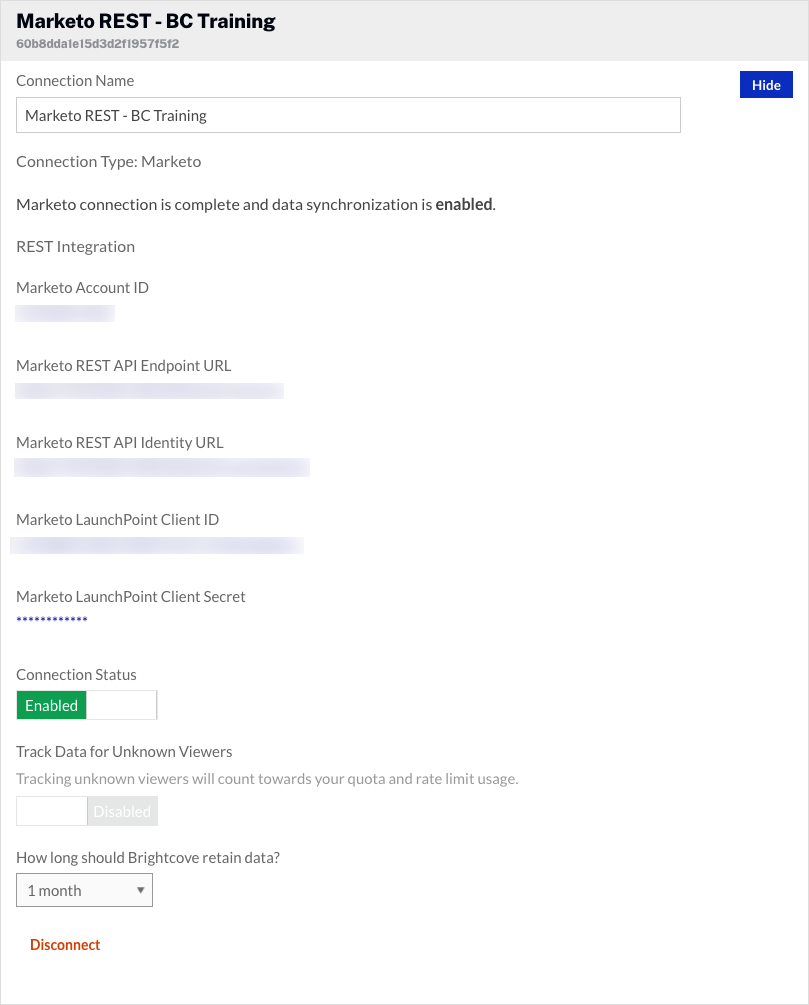 Marketo REST - BC Training
60b8dda1e15d3d2f1957f5f2
Connection Name
Hide
Marketo REST - BC Training
Connection Type: Marketo
Marketo connection is complete and data synchronization is enabled.
REST Integration
Marketo Account ID
Marketo REST API Endpoint URL
Marketo REST API Identity URL
Marketo LaunchPoint Client ID
Marketo LaunchPoint Client Secret
************
Connection Status
Enabled
Track Data for Unknown Viewers
Tracking unknown viewers will count towards your quota and rate limit usage.
Disabled
How long should Brightcove retain data?
1 month
Disconnect